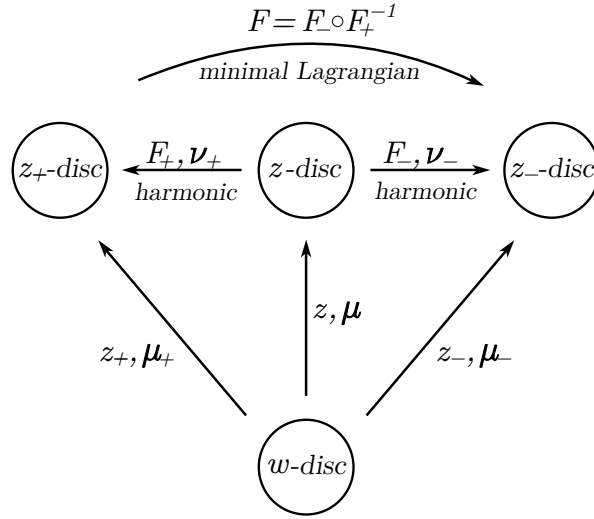 F = F₋∘F₊⁻¹
minimal Lagrangian
z₊-disc
F₊, ν₊
harmonic
z-disc
F₋, ν₋
harmonic
z₋-disc
z₊, μ₊
z, μ
z₋, μ₋
w-disc